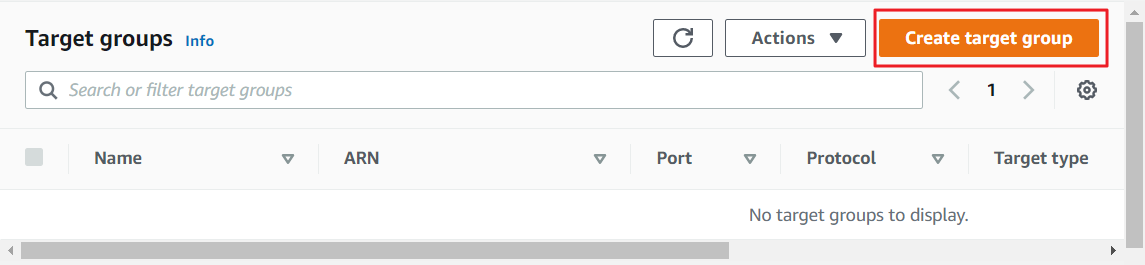 Target groups Info Actions Create target group
Search or filter target groups 1
Name ARN Port Protocol Target type
No target groups to display.